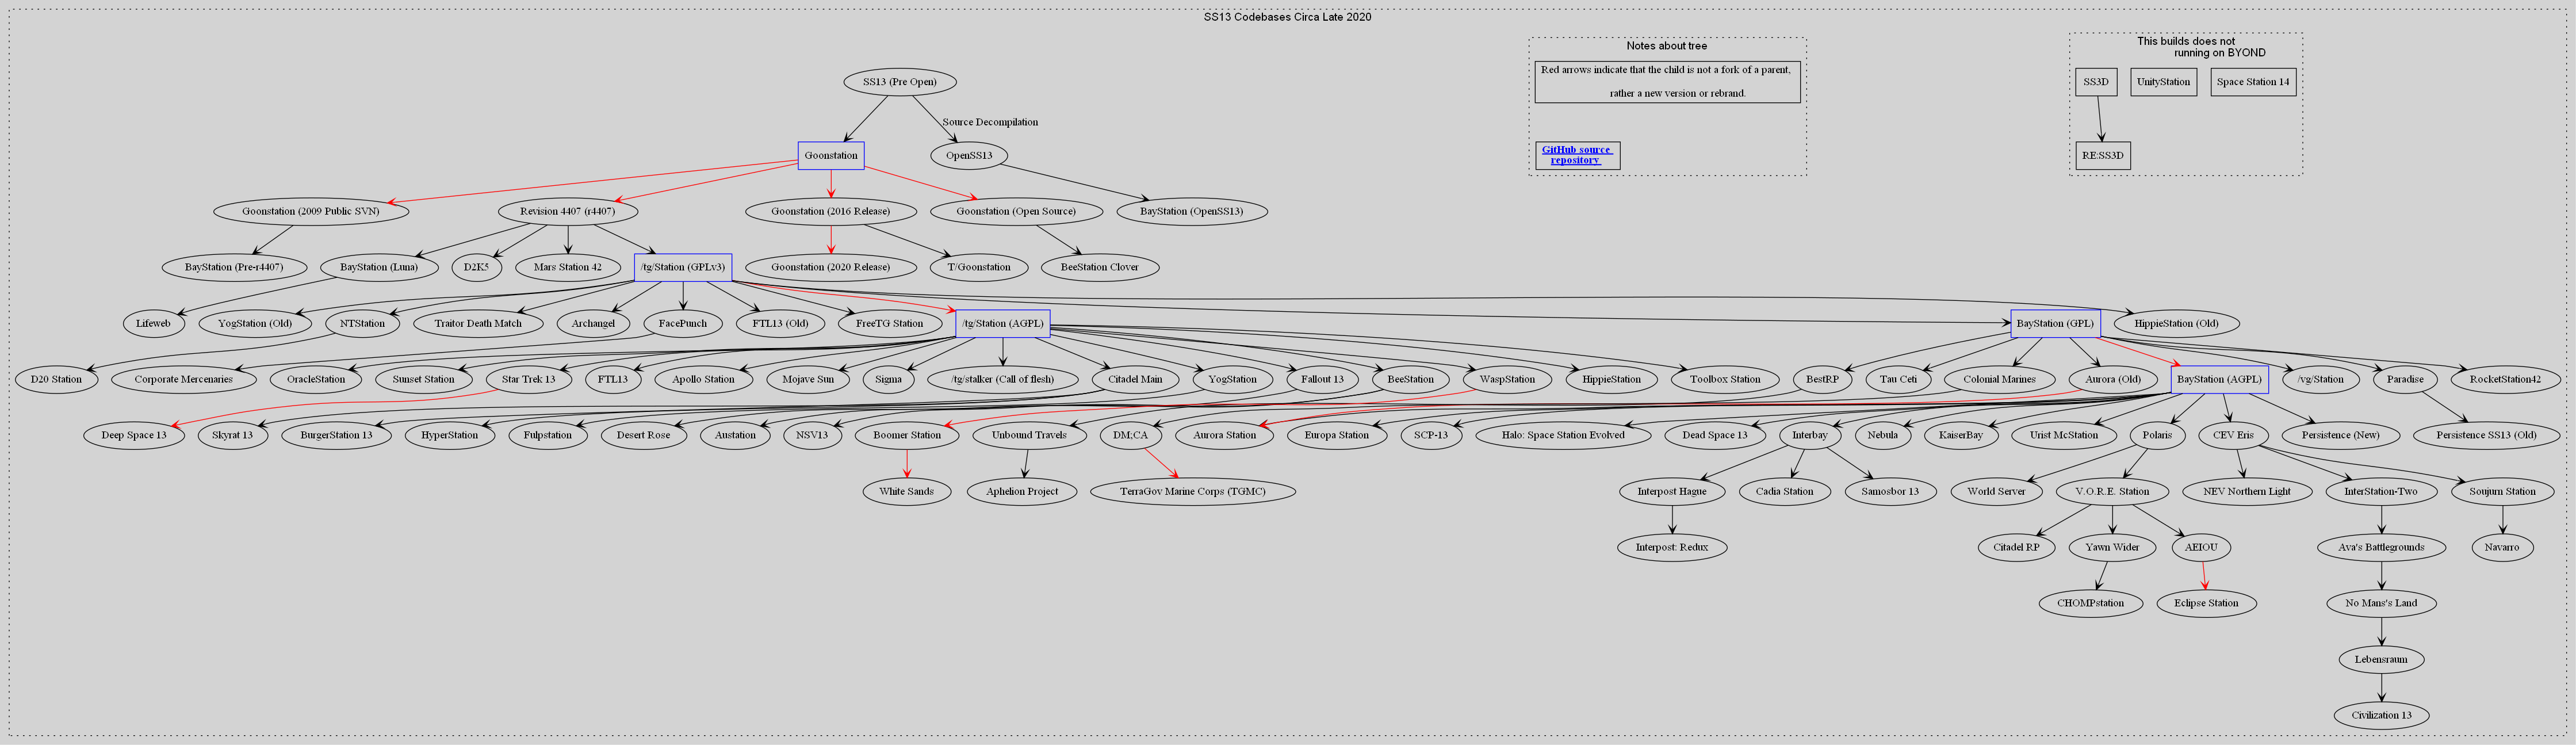 SS13 Codebases Circa Late 2020
Notes about tree
Red arrows indicate that the child is not a fork of a parent,
rather a new version or rebrand.
GitHub source
repository
This builds does not
running on BYOND
SS3D
UnityStation
Space Station 14
RE:SS3D
SS13 (Pre Open)
Source Decompilation
Goonstation
OpenSS13
Goonstation (2009 Public SVN)
Revision 4407 (r4407)
Goonstation (2016 Release)
Goonstation (Open Source)
BayStation (OpenSS13)
BayStation (Pre-r4407)
BayStation (Luna)
D2K5
Mars Station 42
/tg/Station (GPLv3)
Goonstation (2020 Release)
T/Goonstation
BeeStation Clover
Lifeweb
YogStation (Old)
NTStation
Traitor Death Match
Archangel
FacePunch
FTL13 (Old)
FreeTG Station
/tg/Station (AGPL)
BayStation (GPL)
HippieStation (Old)
D20 Station
Corporate Mercenaries
OracleStation
Sunset Station
Star Trek 13
FTL13
Apollo Station
Mojave Sun
Sigma
/tg/stalker (Call of flesh)
Citadel Main
YogStation
Fallout 13
BeeStation
WaspStation
HippieStation
Toolbox Station
BestRP
Tau Ceti
Colonial Marines
Aurora (Old)
BayStation (AGPL)
/vg/Station
Paradise
RocketStation42
Deep Space 13
Skyrat 13
BurgerStation 13
HyperStation
Fulpstation
Desert Rose
Austation
NSV13
Boomer Station
Unbound Travels
DM;CA
Aurora Station
Europa Station
SCP-13
Halo: Space Station Evolved
Dead Space 13
Interbay
Nebula
KaiserBay
Urist McStation
Polaris
CEV Eris
Persistence (New)
Persistence SS13 (Old)
White Sands
Aphelion Project
TerraGov Marine Corps (TGMC)
Interpost Hague
Cadia Station
Samosbor 13
World Server
V.O.R.E. Station
NEV Northern Light
InterStation-Two
Soujurn Station
Interpost: Redux
Citadel RP
Yawn Wider
AEIOU
Ava's Battlegrounds
Navarro
CHOMPstation
Eclipse Station
No Mans's Land
Lebensraum
Civilization 13